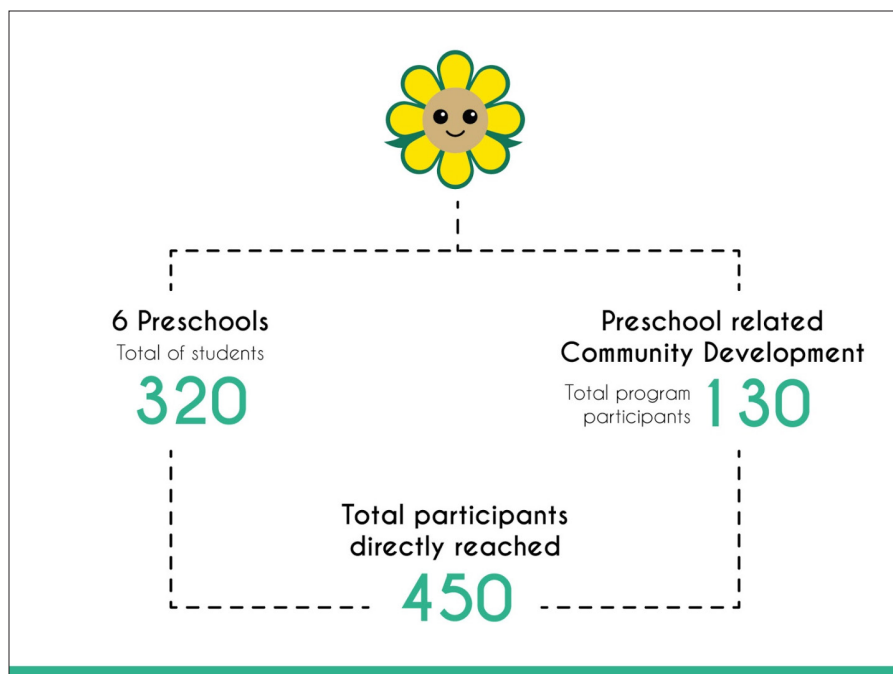 6 Preschools
Total of students
320
Preschool related
Community Development
Total program
participants
130
Total participants
directly reached
450